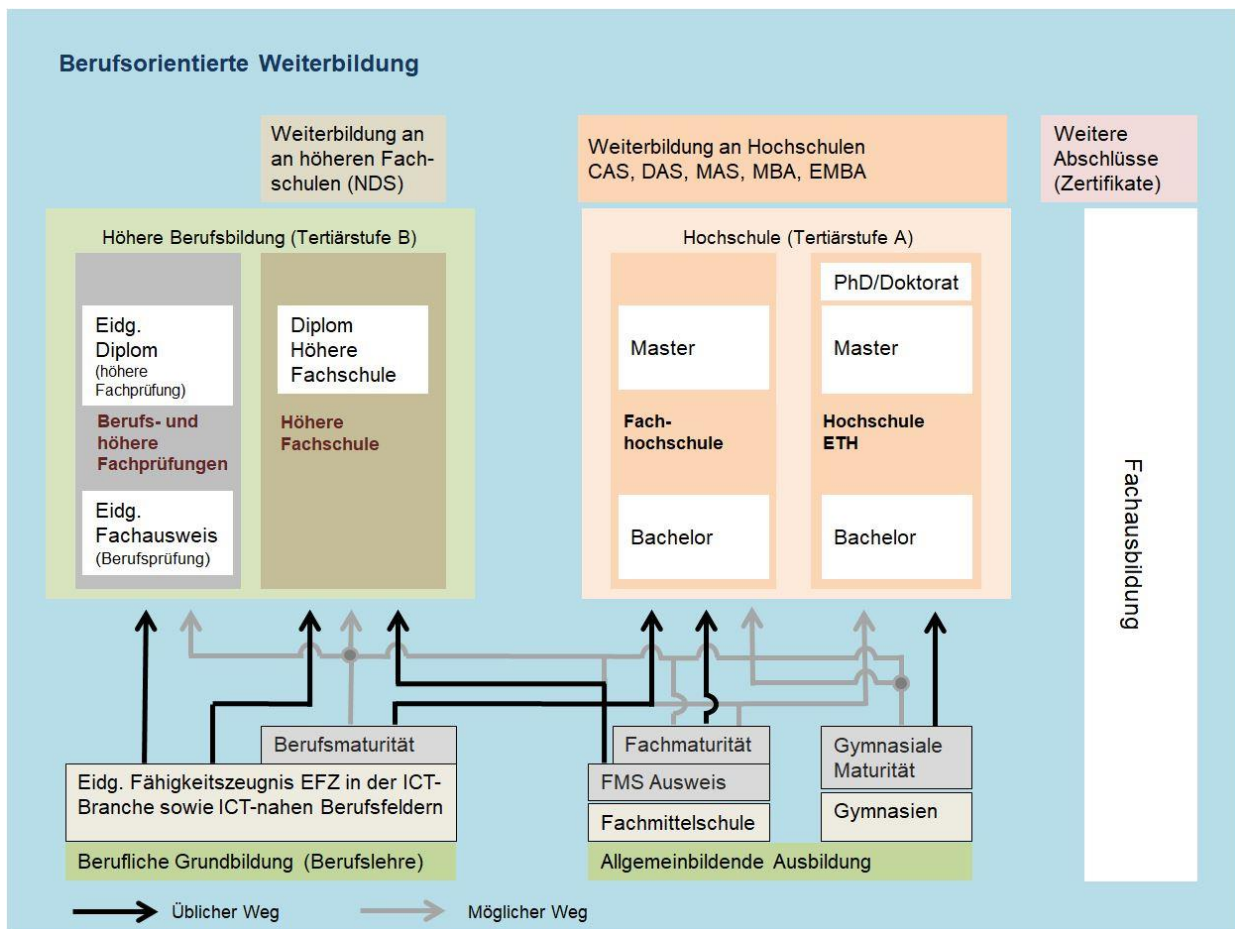 Berufsorientierte Weiterbildung
Weiterbildung an
an höheren Fach-
schulen (NDS)
Weiterbildung an Hochschulen
CAS, DAS, MAS, MBA, EMBA
Weitere
Abschlüsse
(Zertifikate)
Höhere Berufsbildung (Tertiärstufe B)
Eidg.
Diplom
(höhere
Fachprüfung)
Berufs- und
höhere
Fachprüfungen
Eidg.
Fachausweis
(Berufsprüfung)
Diplom
Höhere
Fachschule
Höhere
Fachschule
Hochschule (Tertiärstufe A)
Master
Fach-
hochschule
Bachelor
PhD/Doktorat
Master
Hochschule
ETH
Bachelor
Fachausbildung
Berufsmaturität
Eidg. Fähigkeitszeugnis EFZ in der ICT-
Branche sowie ICT-nahen Berufsfeldern
Berufliche Grundbildung (Berufslehre)
Fachmaturität
FMS Ausweis
Fachmittelschule
Gymnasiale
Maturität
Gymnasien
Allgemeinbildende Ausbildung
Üblicher Weg
Möglicher Weg